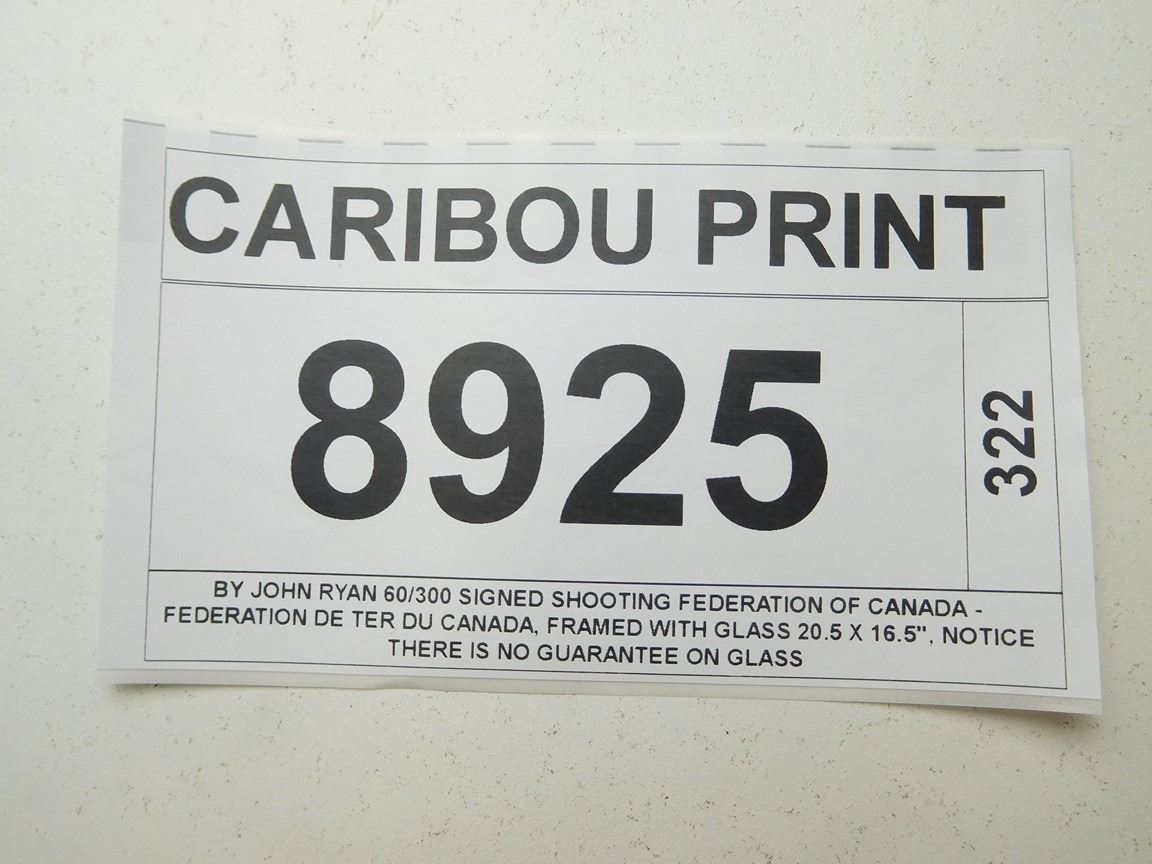 CARIBOU PRINT
8925
322
BY JOHN RYAN 60/300 SIGNED SHOOTING FEDERATION OF CANADA -
FEDERATION DE TER DU CANADA, FRAMED WITH GLASS 20.5 X 16.5", NOTICE
THERE IS NO GUARANTEE ON GLASS